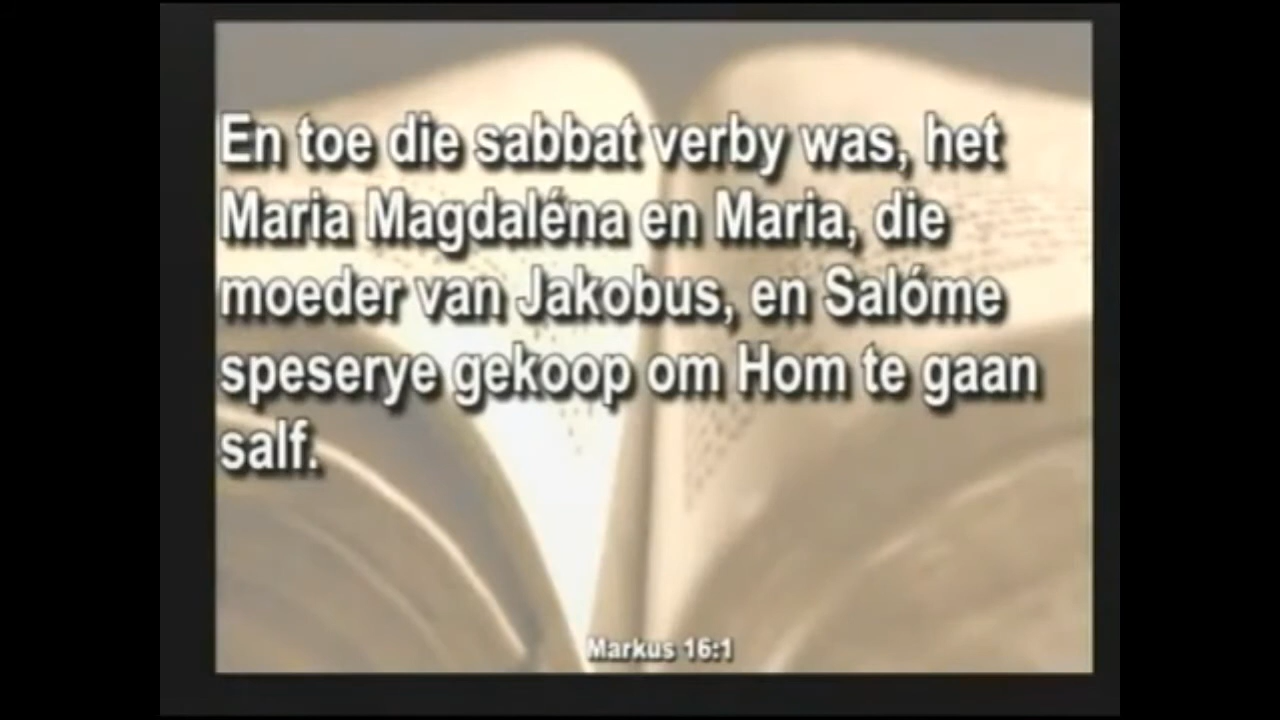 En toe die sabbat verby was, het
Maria Magdaléna en Maria, die
moeder van Jakobus, en Salóme
speserye gekoop om Hom te gaan
salf.
Markus 16:1